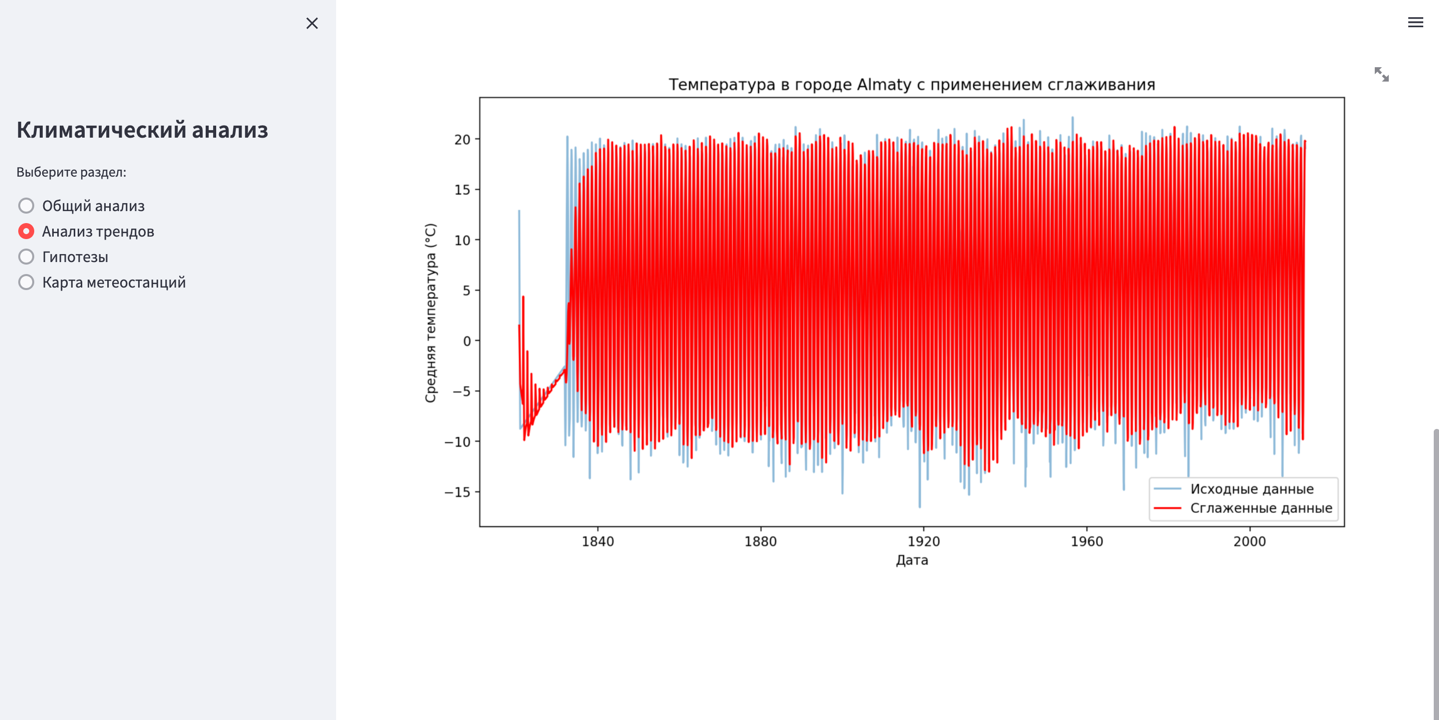 Климатический анализ
Выберите раздел:
Общий анализ
Анализ трендов
Гипотезы
Карта метеостанций
Температура в городе Almaty с применением сглаживания
Средняя температура (°C)
20
15
10
5
0
−5
−10
−15
Исходные данные
Сглаженные данные
1840
1880
1920
1960
2000
Дата